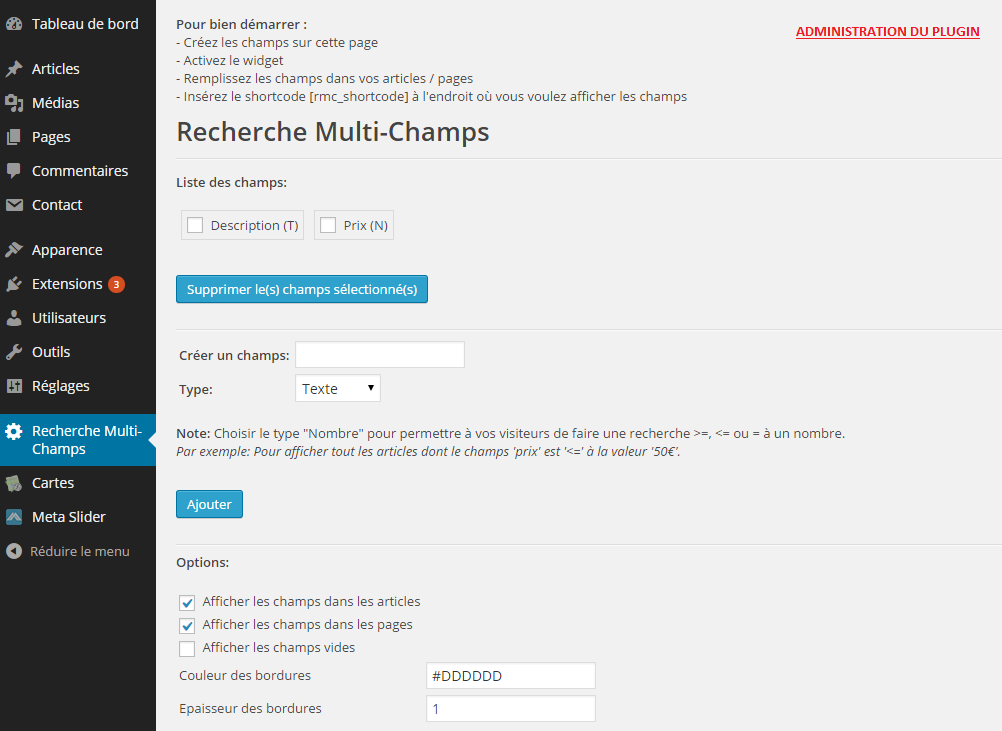 Tableau de bord
Articles
Médias
Pages
Commentaires
Contact
Apparence
Extensions 3
Utilisateurs
Outils
Réglages
Recherche Multi-
Champs
Cartes
Meta Slider
Réduire le menu
Pour bien démarrer :
ADMINISTRATION DU PLUGIN
- Créez les champs sur cette page
- Activez le widget
- Remplissez les champs dans vos articles / pages
- Insérez le shortcode [rmc_shortcode] à l'endroit où vous voulez afficher les champs
Recherche Multi-Champs
Liste des champs:
Description (T) Prix (N)
Supprimer le(s) champs sélectionné(s)
Créer un champs:
Type: Texte
Note: Choisir le type "Nombre" pour permettre à vos visiteurs de faire une recherche >=, <= ou = à un nombre.
Par exemple: Pour afficher tout les articles dont le champs 'prix' est '<=' à la valeur '50€'.
Ajouter
Options:
Afficher les champs dans les articles
Afficher les champs dans les pages
Afficher les champs vides
Couleur des bordures #DDDDDD
Epaisseur des bordures 1